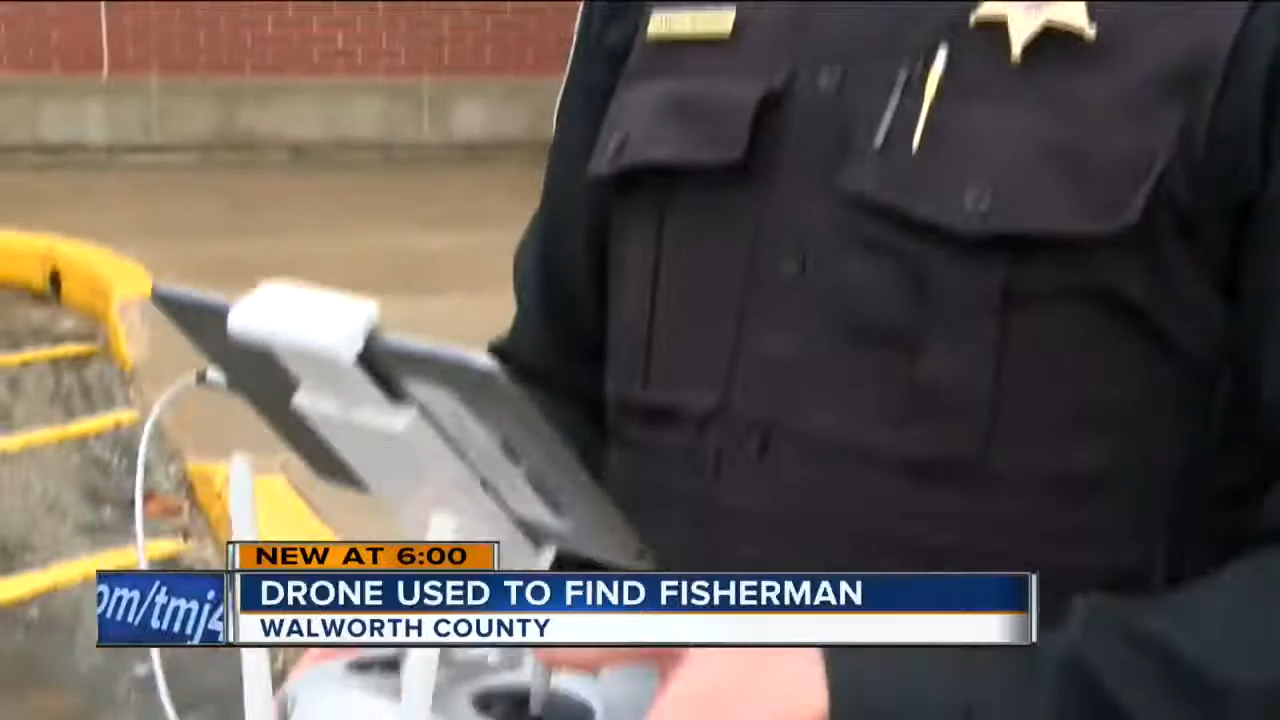 NEW AT 6:00
DRONE USED TO FIND FISHERMAN
om/tmj4
WALWORTH COUNTY